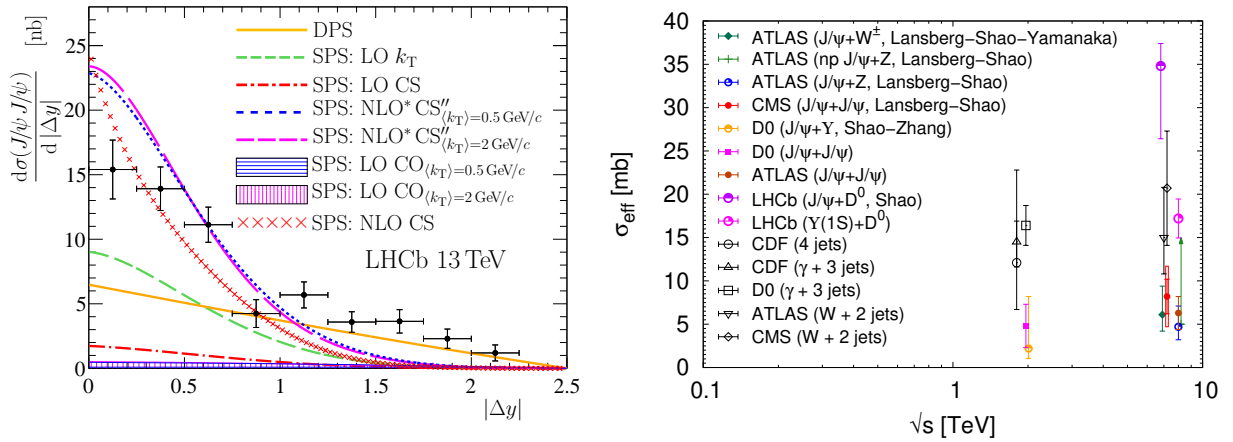 dσ(J/ψ J/ψ)
d |Δy|
[nb]
30
25
20
15
10
5
0
DPS
SPS: LO k_T
SPS: LO CS
SPS: NLO* CS″⟨k_T⟩=0.5 GeV/c
SPS: NLO* CS″⟨k_T⟩=2 GeV/c
SPS: LO CO⟨k_T⟩=0.5 GeV/c
SPS: LO CO⟨k_T⟩=2 GeV/c
SPS: NLO CS
LHCb 13 TeV
0 0.5 1 1.5 2 2.5
|Δy|
σ_eff [mb]
40
35
30
25
20
15
10
5
0
ATLAS (J/ψ+W±, Lansberg−Shao−Yamanaka)
ATLAS (np J/ψ+Z, Lansberg−Shao)
ATLAS (J/ψ+Z, Lansberg−Shao)
CMS (J/ψ+J/ψ, Lansberg−Shao)
D0 (J/ψ+Υ, Shao−Zhang)
D0 (J/ψ+J/ψ)
ATLAS (J/ψ+J/ψ)
LHCb (J/ψ+D⁰, Shao)
LHCb (Υ(1S)+D⁰)
CDF (4 jets)
CDF (γ + 3 jets)
D0 (γ + 3 jets)
ATLAS (W + 2 jets)
CMS (W + 2 jets)
0.1 1 10
√s [TeV]